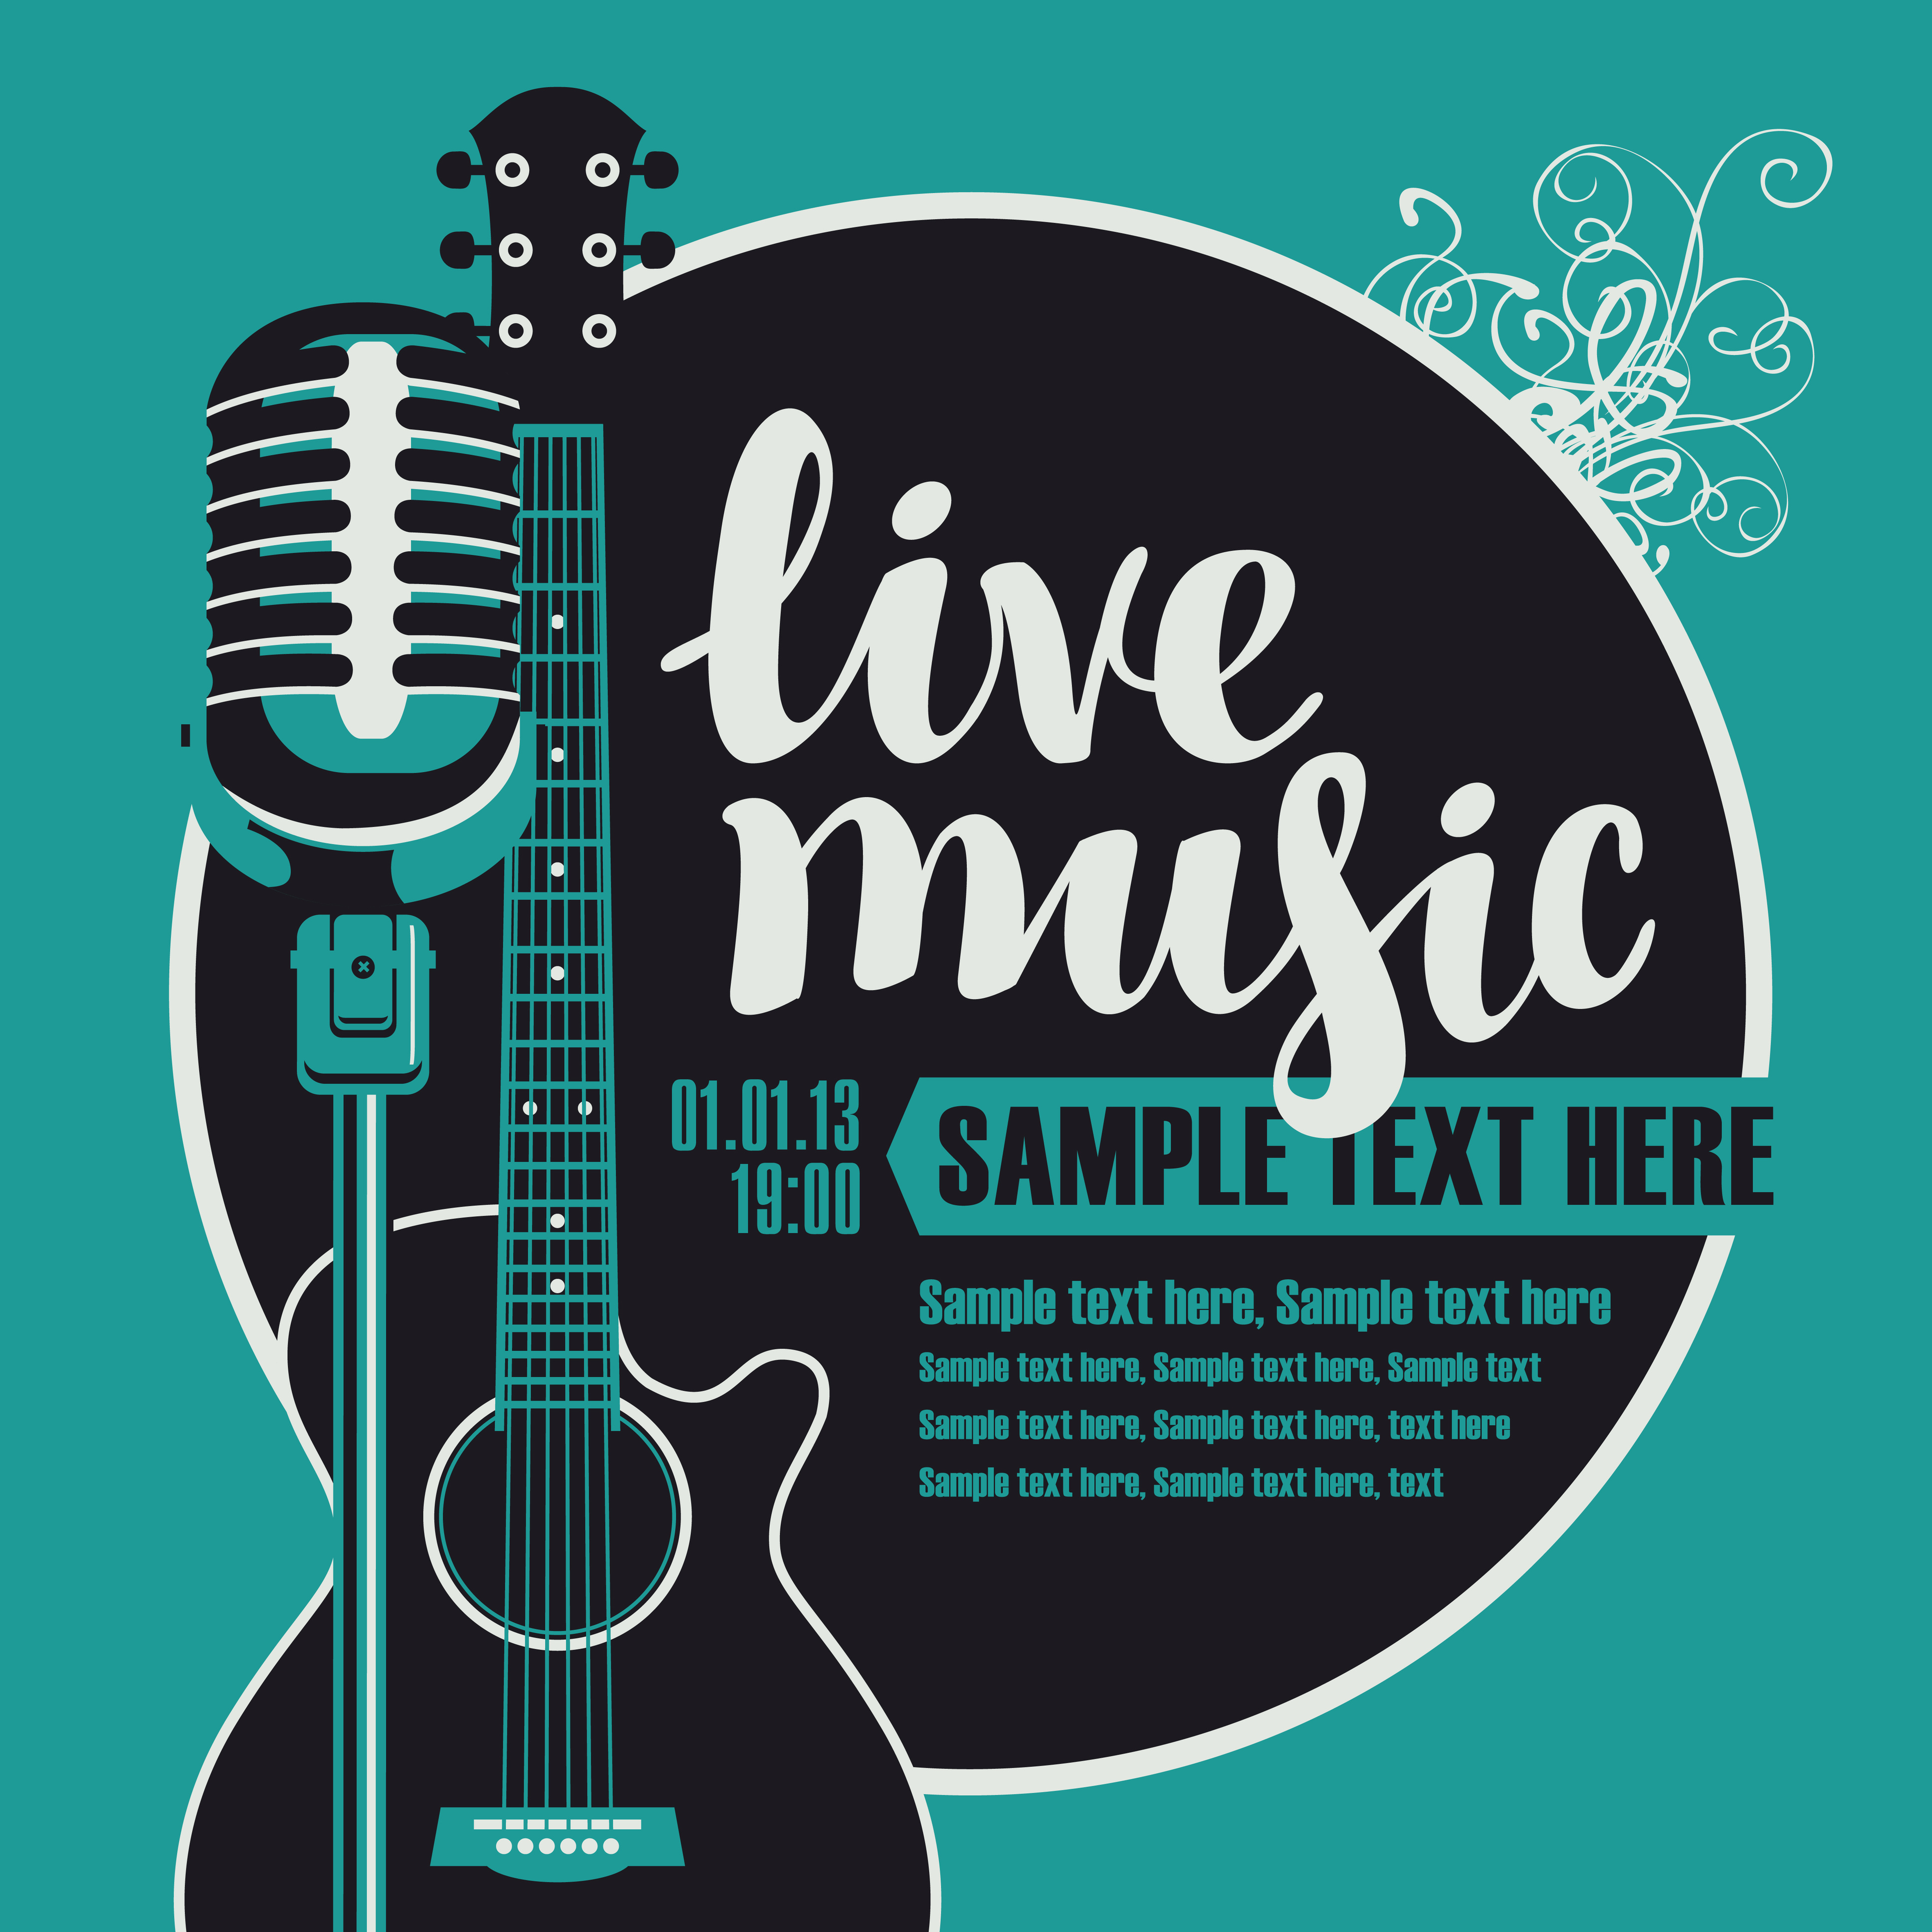 live
music
01.01.13
19:00
SAMPLE TEXT HERE
Sample text here, Sample text here
Sample text here, Sample text here, Sample text
Sample text here, Sample text here, text here
Sample text here, Sample text here, text